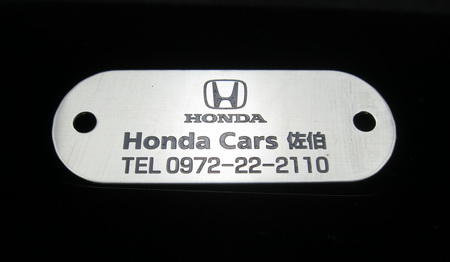 HONDA
Honda Cars 佐伯
TEL 0972-22-2110